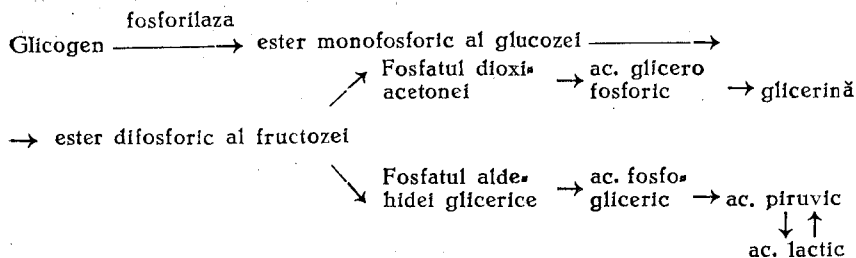 fosforilaza
Glicogen → ester monofosforic al glucozei →
Fosfatul dioxi- ac. glicero
acetonei → fosforic → glicerină
→ ester difosforic al fructozei
Fosfatul alde- ac. fosfo-
hidei glicerice → gliceric → ac. piruvic
↓ ↑
ac. lactic